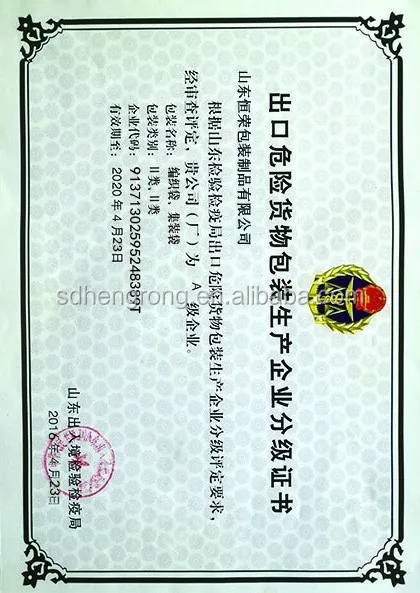 出口危险货物包装生产企业分级证书
山东恒荣包装制品有限公司
根据山东检验检疫局出口危险货物包装生产企业分级评定要求，
经审查评定，贵公司（厂）为 A 级企业。
包装名称：编织袋、集装袋
包装类别：II类、II类
企业代码：91371302595248389T
有效期至：2020年4月23日
山东出入境检验检疫局
2016年4月23日
sdhengrong.en.alibaba.com